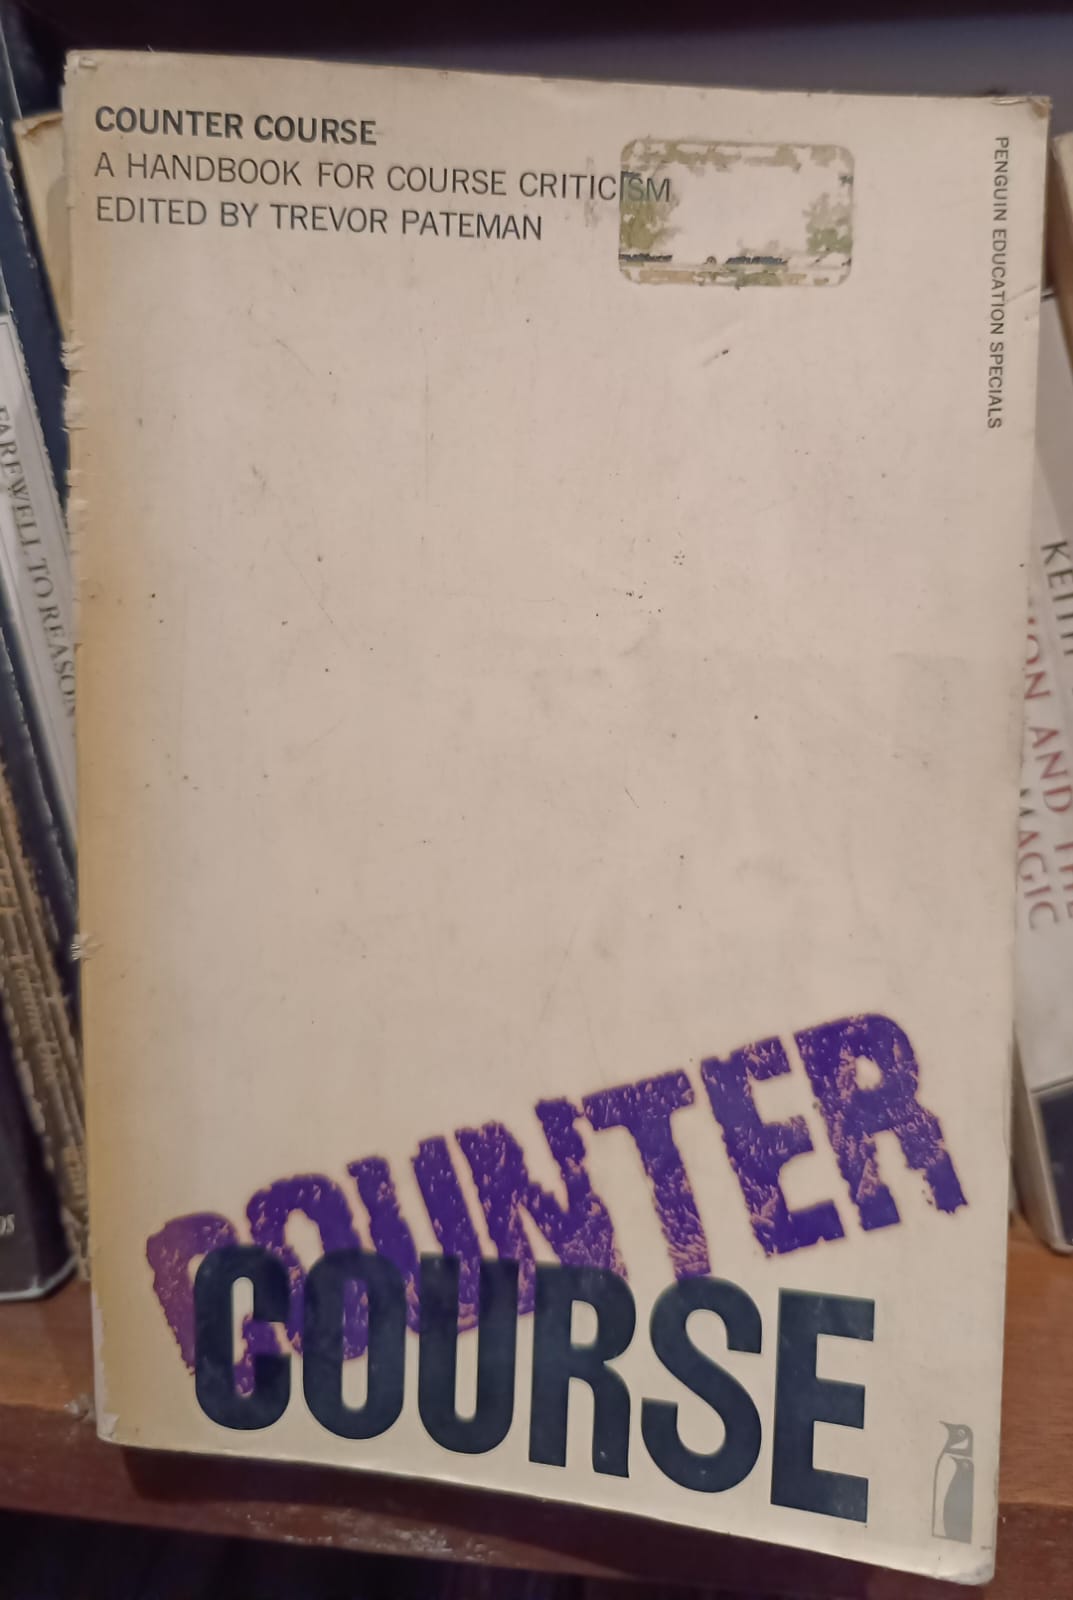 COUNTER COURSE
A HANDBOOK FOR COURSE CRITICISM
EDITED BY TREVOR PATEMAN
PENGUIN EDUCATION SPECIALS
COUNTER
COURSE
FAREWELL TO REASON
KEITH
AND THE
MAGIC